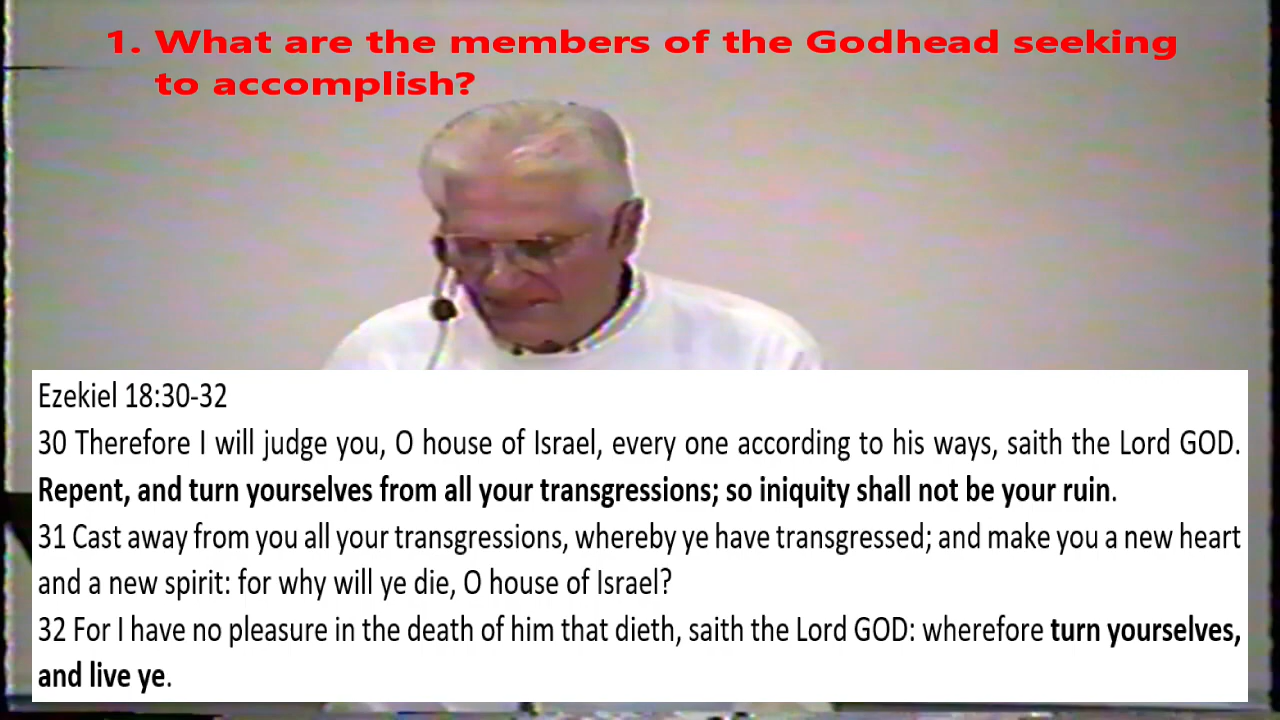 1. What are the members of the Godhead seeking
to accomplish?
Ezekiel 18:30-32
30 Therefore I will judge you, O house of Israel, every one according to his ways, saith the Lord GOD.
Repent, and turn yourselves from all your transgressions; so iniquity shall not be your ruin.
31 Cast away from you all your transgressions, whereby ye have transgressed; and make you a new heart
and a new spirit: for why will ye die, O house of Israel?
32 For I have no pleasure in the death of him that dieth, saith the Lord GOD: wherefore turn yourselves,
and live ye.